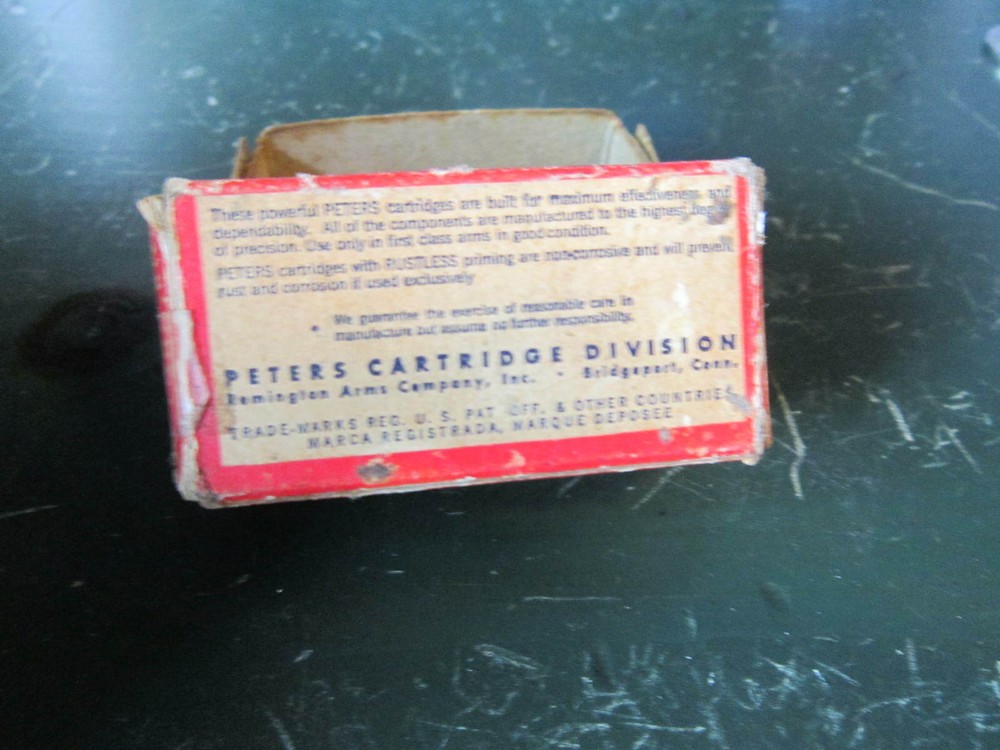 These powerful PETERS cartridges are built for maximum effectiveness and
dependability. All of the components are manufactured to the highest
of precision. Use only in first class arms in good condition.
PETERS cartridges with RUSTLESS priming are non-corrosive and will prevent
rust and corrosion if used exclusively
We guarantee the exercise of reasonable care in
manufacture but assume no further responsibility.
PETERS CARTRIDGE DIVISION
Remington Arms Company, Inc. • Bridgeport, Conn.
TRADE-MARKS REG. U. S. PAT. OFF. & OTHER COUNTRIES
MARCA REGISTRADA, MARQUE DEPOSEE